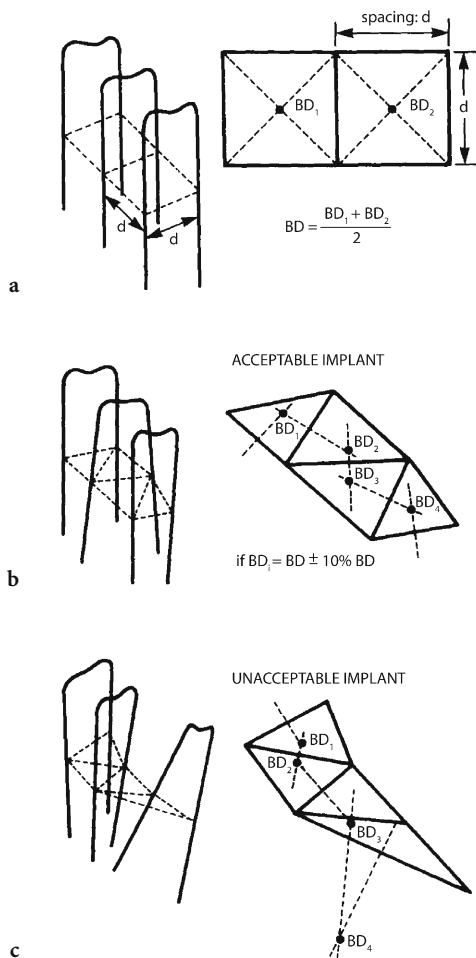 spacing: d
BD₁
BD₂
d
d
d
BD = BD₁ + BD₂
2
a
ACCEPTABLE IMPLANT
BD₁
BD₂
BD₃
BD₄
if BDᵢ = BD ± 10% BD
b
UNACCEPTABLE IMPLANT
BD₁
BD₂
BD₃
BD₄
c